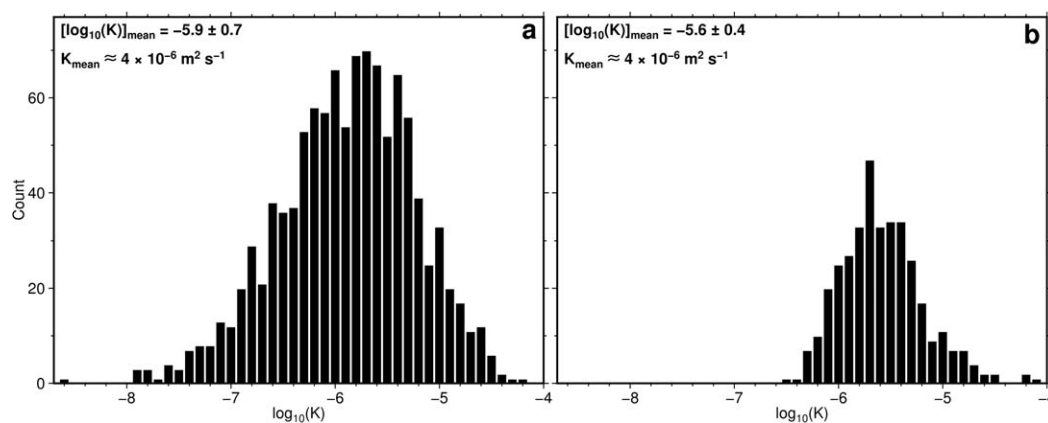 [log10(K)]mean = −5.9 ± 0.7
Kmean ≈ 4 × 10−6 m2 s−1
a
60
40
20
0
Count
−8 −7 −6 −5 −4
log10(K)
[log10(K)]mean = −5.6 ± 0.4
Kmean ≈ 4 × 10−6 m2 s−1
b
−8 −7 −6 −5 −4
log10(K)